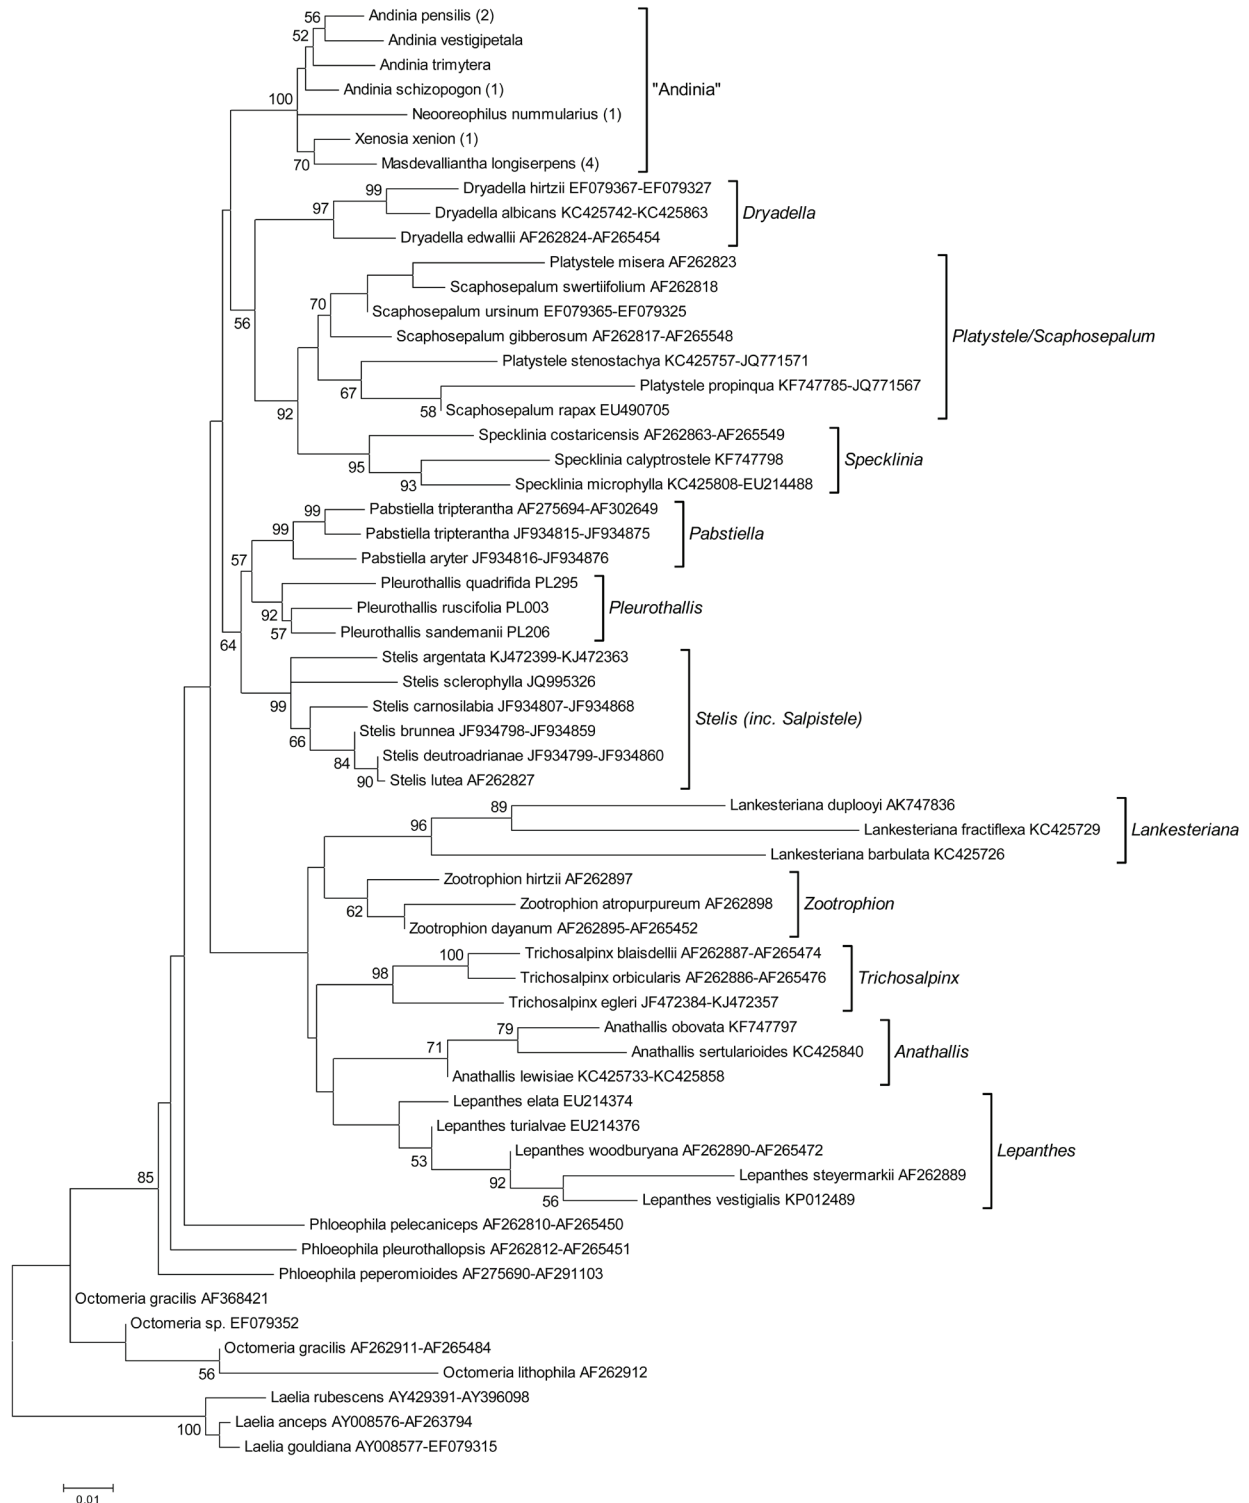 56
Andinia pensilis (2)
52
Andinia vestigipetala
Andinia trimytera
Andinia schizopogon (1)
"Andinia"
100
Neooreophilus nummularius (1)
Xenosia xenion (1)
70
Masdevalliantha longiserpens (4)
99
Dryadella hirtzii EF079367-EF079327
97
Dryadella albicans KC425742-KC425863
Dryadella
Dryadella edwallii AF262824-AF265454
Platystele misera AF262823
Scaphosepalum swertiifolium AF262818
70
Scaphosepalum ursinum EF079365-EF079325
56
Scaphosepalum gibberosum AF262817-AF265548
Platystele/Scaphosepalum
Platystele stenostachya KC425757-JQ771571
67
Platystele propinqua KF747785-JQ771567
92
58
Scaphosepalum rapax EU490705
Specklinia costaricensis AF262863-AF265549
95
Specklinia calyptrostele KF747798
Specklinia
93
Specklinia microphylla KC425808-EU214488
99
Pabstiella tripterantha AF275694-AF302649
99
Pabstiella tripterantha JF934815-JF934875
Pabstiella
57
Pabstiella aryter JF934816-JF934876
Pleurothallis quadrifida PL295
92
Pleurothallis ruscifolia PL003
Pleurothallis
57
Pleurothallis sandemanii PL206
64
Stelis argentata KJ472399-KJ472363
Stelis sclerophylla JQ995326
99
Stelis carnosilabia JF934807-JF934868
Stelis (inc. Salpistele)
66
Stelis brunnea JF934798-JF934859
84
Stelis deutroadrianae JF934799-JF934860
90
Stelis lutea AF262827
89
Lankesteriana duplooyi AK747836
96
Lankesteriana fractiflexa KC425729
Lankesteriana
Lankesteriana barbulata KC425726
Zootrophion hirtzii AF262897
62
Zootrophion atropurpureum AF262898
Zootrophion
Zootrophion dayanum AF262895-AF265452
100
Trichosalpinx blaisdellii AF262887-AF265474
98
Trichosalpinx orbicularis AF262886-AF265476
Trichosalpinx
Trichosalpinx egleri JF472384-KJ472357
79
Anathallis obovata KF747797
71
Anathallis sertularioides KC425840
Anathallis
Anathallis lewisiae KC425733-KC425858
Lepanthes elata EU214374
Lepanthes turialvae EU214376
53
Lepanthes woodburyana AF262890-AF265472
Lepanthes
92
Lepanthes steyermarkii AF262889
85
56
Lepanthes vestigialis KP012489
Phloeophila pelecaniceps AF262810-AF265450
Phloeophila pleurothallopsis AF262812-AF265451
Phloeophila peperomioides AF275690-AF291103
Octomeria gracilis AF368421
Octomeria sp. EF079352
Octomeria gracilis AF262911-AF265484
56
Octomeria lithophila AF262912
Laelia rubescens AY429391-AY396098
100
Laelia anceps AY008576-AF263794
Laelia gouldiana AY008577-EF079315
0.01